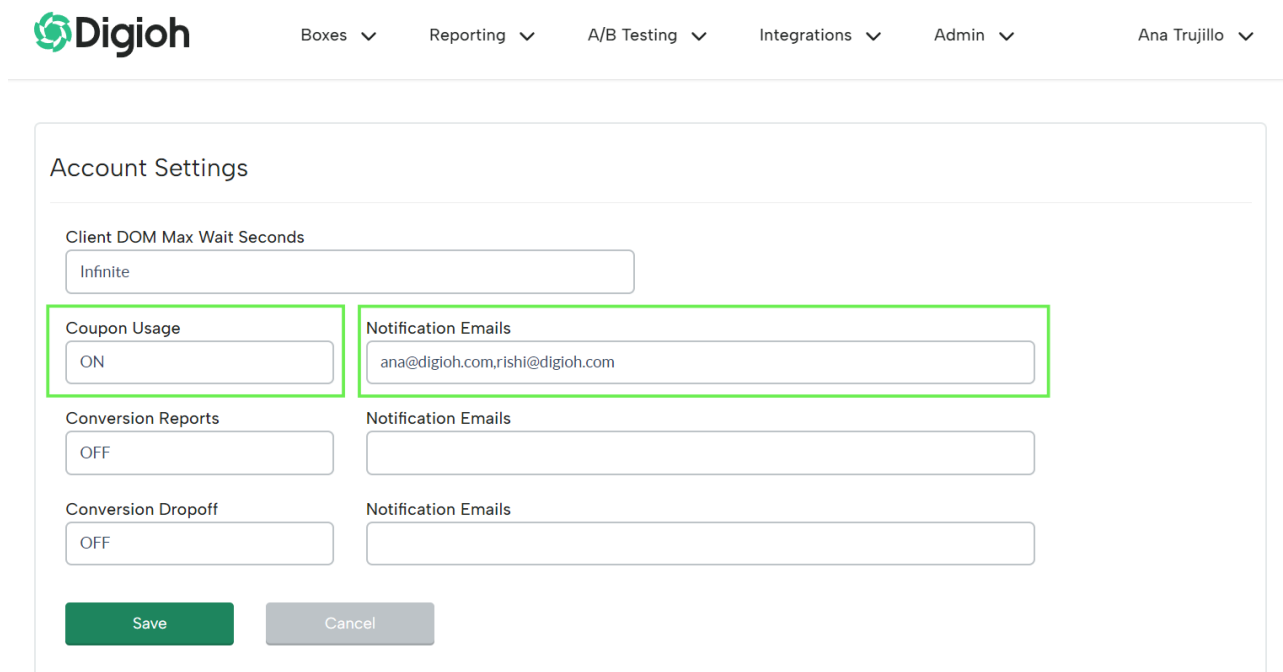 Digioh Boxes Reporting A/B Testing Integrations Admin Ana Trujillo
Account Settings
Client DOM Max Wait Seconds
Infinite
Coupon Usage Notification Emails
ON ana@digioh.com,rishi@digioh.com
Conversion Reports Notification Emails
OFF
Conversion Dropoff Notification Emails
OFF
Save Cancel